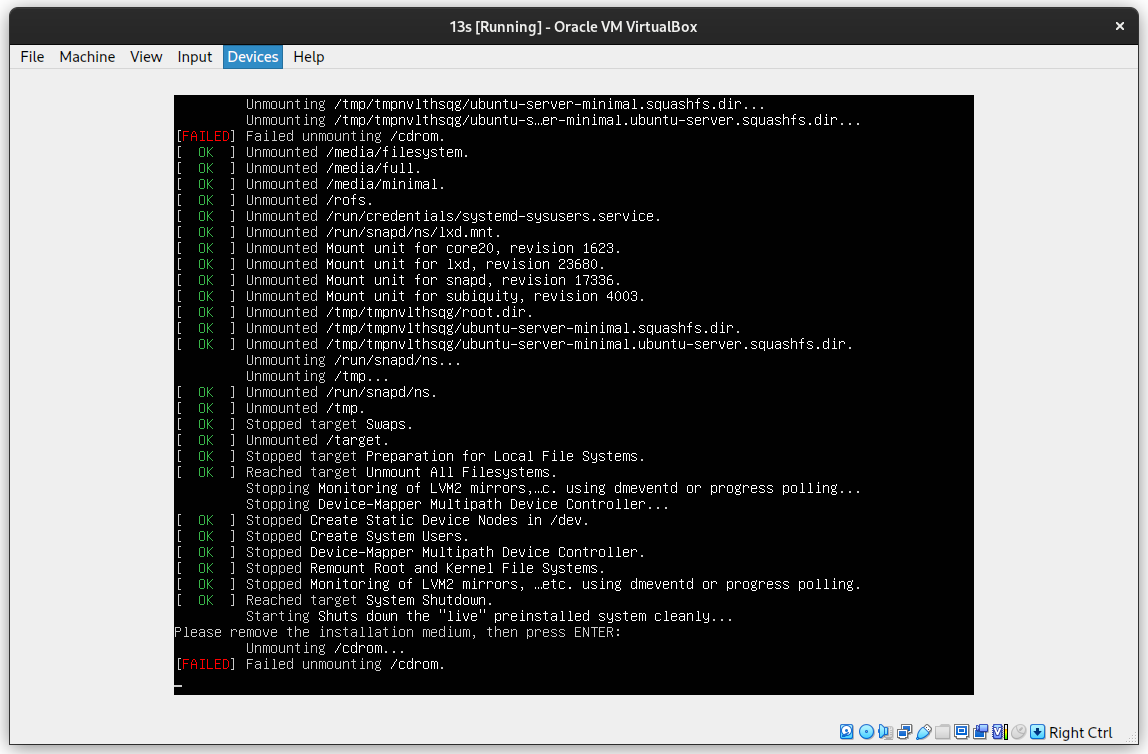 13s [Running] - Oracle VM VirtualBox
File Machine View Input Devices Help
Unmounting /tmp/tmpnvlthsqg/ubuntu-server-minimal.squashfs.dir...
Unmounting /tmp/tmpnvlthsqg/ubuntu-s…er-minimal.ubuntu-server.squashfs.dir...
[FAILED] Failed unmounting /cdrom.
[ OK ] Unmounted /media/filesystem.
[ OK ] Unmounted /media/full.
[ OK ] Unmounted /media/minimal.
[ OK ] Unmounted /rofs.
[ OK ] Unmounted /run/credentials/systemd-sysusers.service.
[ OK ] Unmounted /run/snapd/ns/lxd.mnt.
[ OK ] Unmounted Mount unit for core20, revision 1623.
[ OK ] Unmounted Mount unit for lxd, revision 23680.
[ OK ] Unmounted Mount unit for snapd, revision 17336.
[ OK ] Unmounted Mount unit for subiquity, revision 4003.
[ OK ] Unmounted /tmp/tmpnvlthsqg/root.dir.
[ OK ] Unmounted /tmp/tmpnvlthsqg/ubuntu-server-minimal.squashfs.dir.
[ OK ] Unmounted /tmp/tmpnvlthsqg/ubuntu-server-minimal.ubuntu-server.squashfs.dir.
Unmounting /run/snapd/ns...
Unmounting /tmp...
[ OK ] Unmounted /run/snapd/ns.
[ OK ] Unmounted /tmp.
[ OK ] Stopped target Swaps.
[ OK ] Unmounted /target.
[ OK ] Stopped target Preparation for Local File Systems.
[ OK ] Reached target Unmount All Filesystems.
Stopping Monitoring of LVM2 mirrors,…c. using dmeventd or progress polling...
Stopping Device-Mapper Multipath Device Controller...
[ OK ] Stopped Create Static Device Nodes in /dev.
[ OK ] Stopped Create System Users.
[ OK ] Stopped Device-Mapper Multipath Device Controller.
[ OK ] Stopped Remount Root and Kernel File Systems.
[ OK ] Stopped Monitoring of LVM2 mirrors, …etc. using dmeventd or progress polling.
[ OK ] Reached target System Shutdown.
Starting Shuts down the "live" preinstalled system cleanly...
Please remove the installation medium, then press ENTER:
Unmounting /cdrom...
[FAILED] Failed unmounting /cdrom.
Right Ctrl